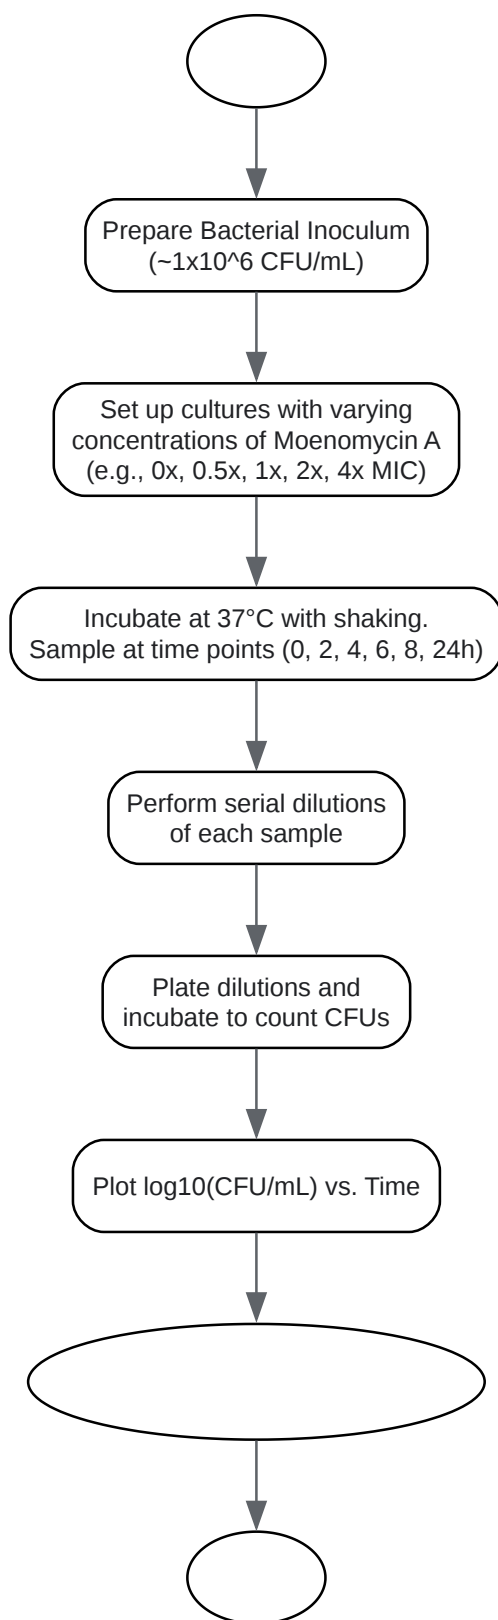 Prepare Bacterial Inoculum
(~1x10^6 CFU/mL)
Set up cultures with varying
concentrations of Moenomycin A
(e.g., 0x, 0.5x, 1x, 2x, 4x MIC)
Incubate at 37°C with shaking.
Sample at time points (0, 2, 4, 6, 8, 24h)
Perform serial dilutions
of each sample
Plate dilutions and
incubate to count CFUs
Plot log10(CFU/mL) vs. Time